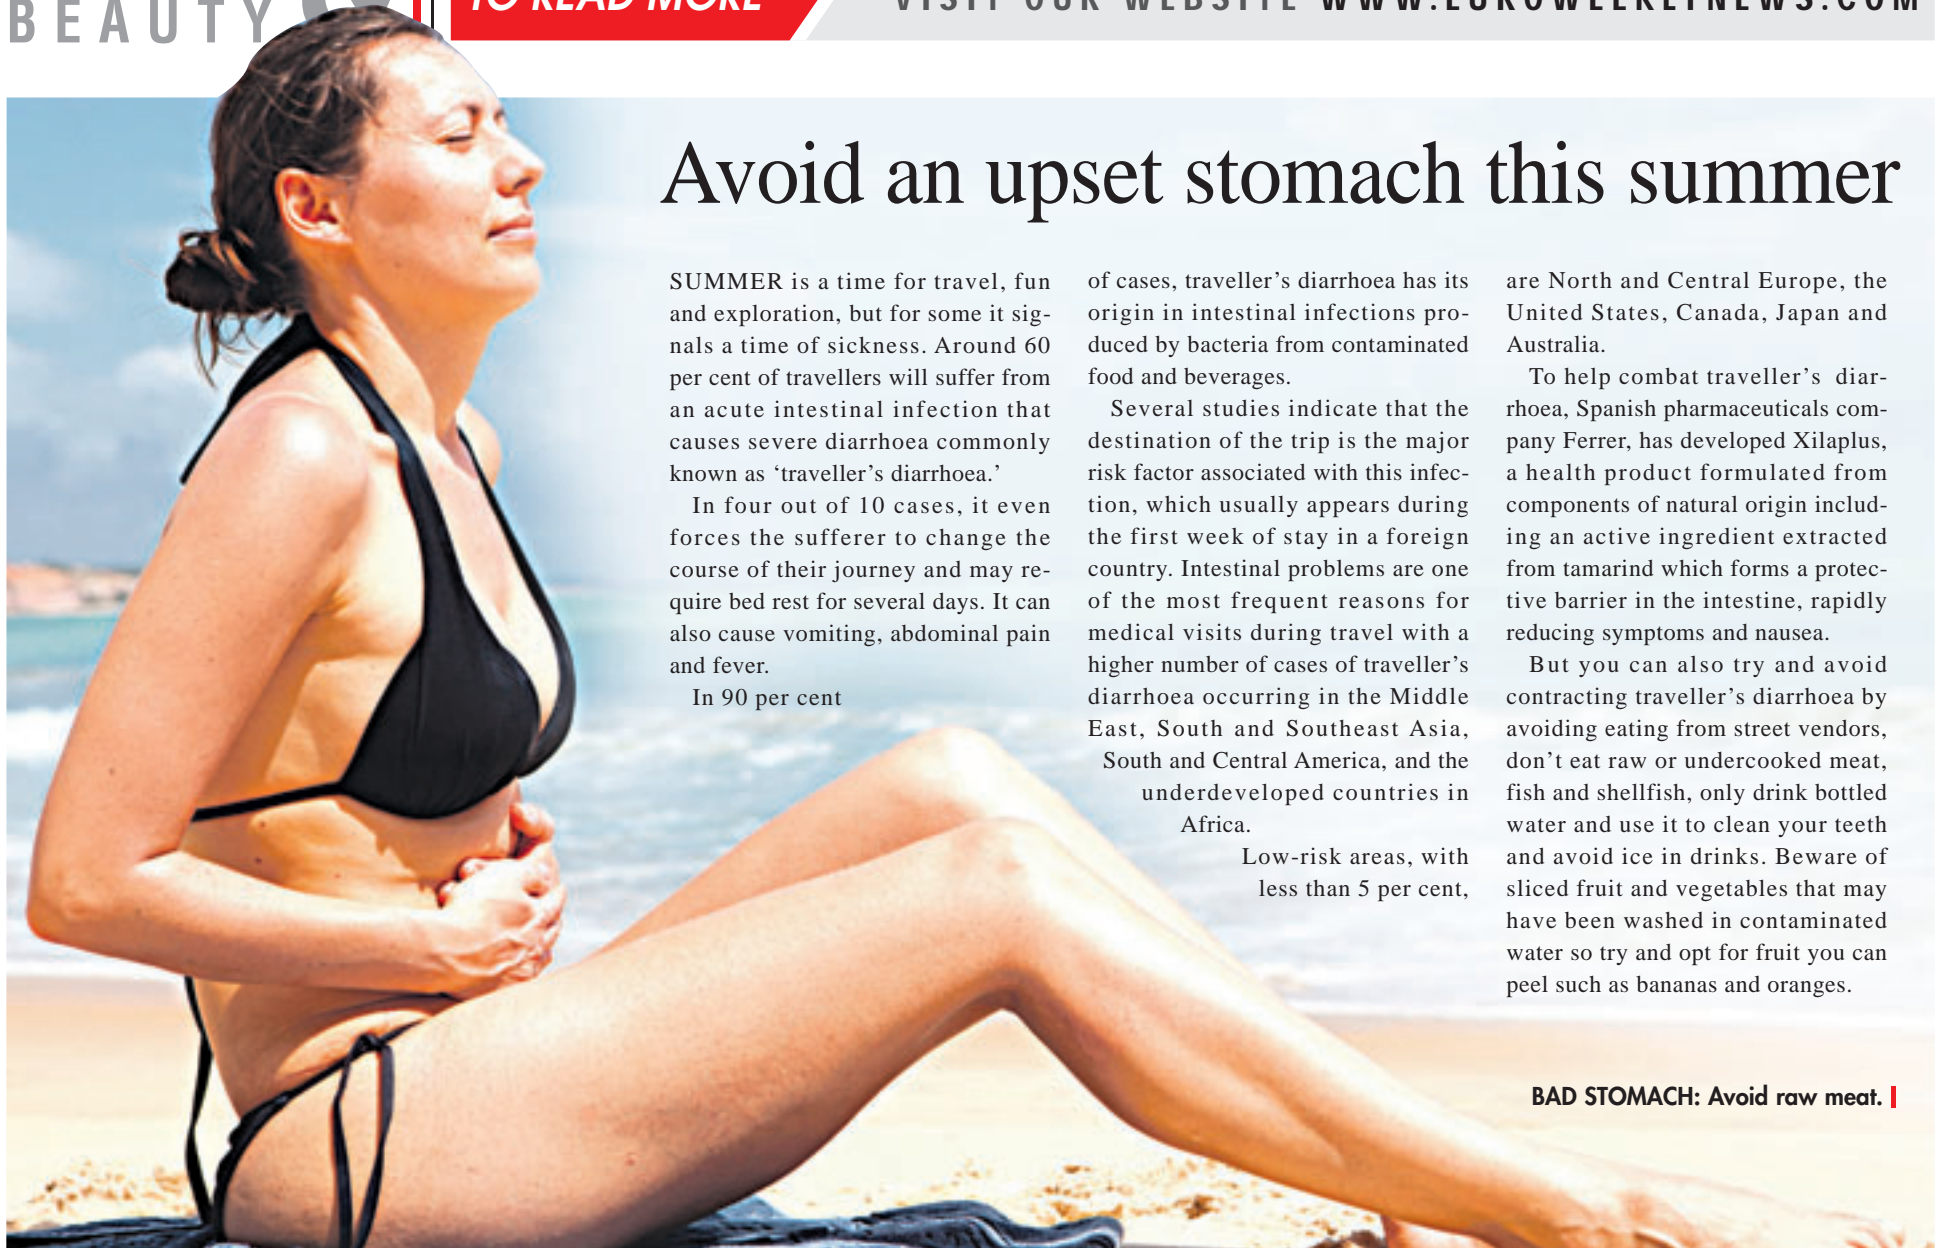 BEAUTY
TO READ MORE
VISIT OUR WEBSITE WWW.EUROWEEKLYNEWS.COM
Avoid an upset stomach this summer
SUMMER is a time for travel, fun
and exploration, but for some it sig-
nals a time of sickness. Around 60
per cent of travellers will suffer from
an acute intestinal infection that
causes severe diarrhoea commonly
known as ‘traveller’s diarrhoea.’
In four out of 10 cases, it even
forces the sufferer to change the
course of their journey and may re-
quire bed rest for several days. It can
also cause vomiting, abdominal pain
and fever.
In 90 per cent
of cases, traveller’s diarrhoea has its
origin in intestinal infections pro-
duced by bacteria from contaminated
food and beverages.
Several studies indicate that the
destination of the trip is the major
risk factor associated with this infec-
tion, which usually appears during
the first week of stay in a foreign
country. Intestinal problems are one
of the most frequent reasons for
medical visits during travel with a
higher number of cases of traveller’s
diarrhoea occurring in the Middle
East, South and Southeast Asia,
South and Central America, and the
underdeveloped countries in
Africa.
Low-risk areas, with
less than 5 per cent,
are North and Central Europe, the
United States, Canada, Japan and
Australia.
To help combat traveller’s diar-
rhoea, Spanish pharmaceuticals com-
pany Ferrer, has developed Xilaplus,
a health product formulated from
components of natural origin includ-
ing an active ingredient extracted
from tamarind which forms a protec-
tive barrier in the intestine, rapidly
reducing symptoms and nausea.
But you can also try and avoid
contracting traveller’s diarrhoea by
avoiding eating from street vendors,
don’t eat raw or undercooked meat,
fish and shellfish, only drink bottled
water and use it to clean your teeth
and avoid ice in drinks. Beware of
sliced fruit and vegetables that may
have been washed in contaminated
water so try and opt for fruit you can
peel such as bananas and oranges.
BAD STOMACH: Avoid raw meat.